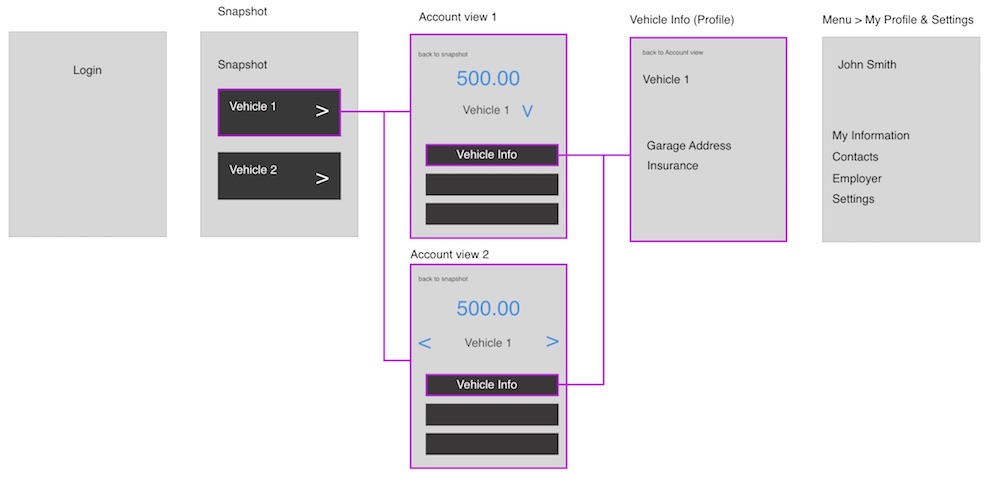 Login
Snapshot
Snapshot
Vehicle 1 >
Vehicle 2 >
Account view 1
back to snapshot
500.00
Vehicle 1 V
Vehicle Info
Account view 2
back to snapshot
500.00
< Vehicle 1 >
Vehicle Info
Vehicle Info (Profile)
back to Account view
Vehicle 1
Garage Address
Insurance
Menu > My Profile & Settings
John Smith
My Information
Contacts
Employer
Settings